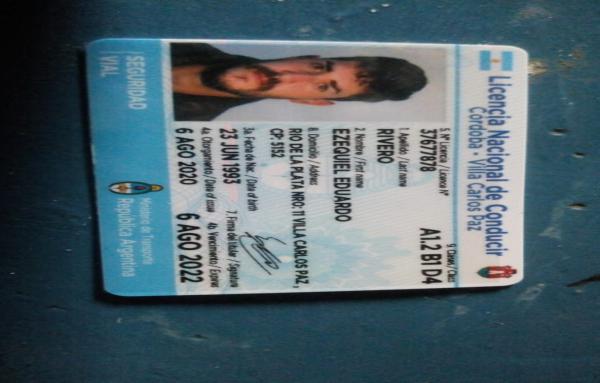 Licencia Nacional de Conducir
Córdoba - Villa Carlos Paz
5. Nº Licencia / Licence Nº
9. Clases / Class
37677878
A1.2 B1 D4
1. Apellido / Last name
RIVERO
2. Nombre / First name
EZEQUIEL EDUARDO
8. Domicilio / Address
RIO DE LA PLATA NRO: 11 VILLA CARLOS PAZ,
CP: 5152
3a. Fecha de Nac. / Date of birth
23 JUN 1993
7. Firma del titular / Signature
4a. Otorgamiento / Date of issue
4b. Vencimiento / Expires
6 AGO 2020
6 AGO 2022
SEGURIDAD
VIAL
Ministerio de Transporte
República Argentina